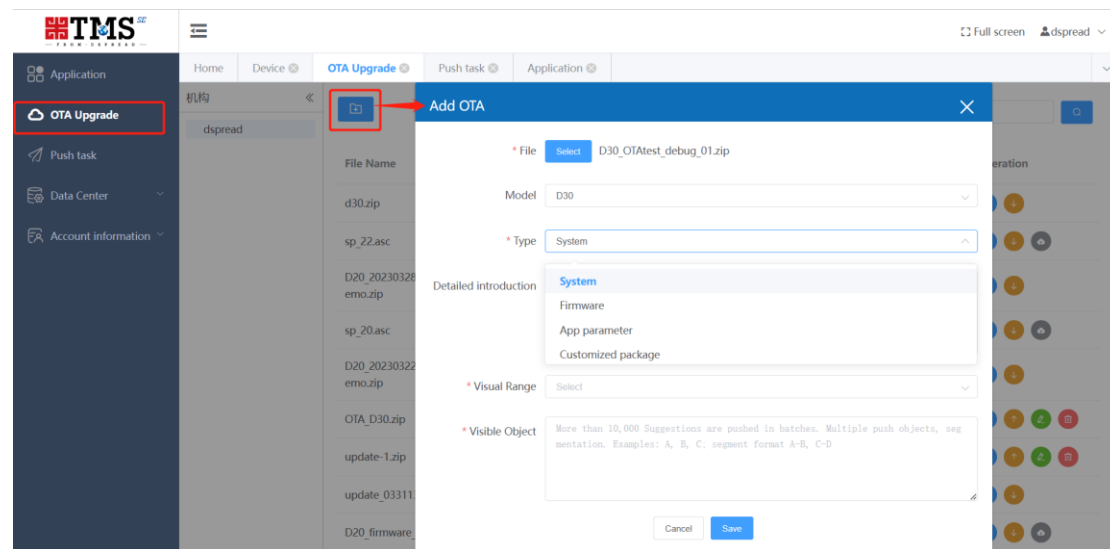 TMS SE
FROM·DSPREAD
Full screen
dspread
Application
OTA Upgrade
Push task
Data Center
Account information
Home
Device
OTA Upgrade
Push task
Application
机构
dspread
File Name
d30.zip
sp_22.asc
D20_20230328
emo.zip
sp_20.asc
D20_20230322
emo.zip
OTA_D30.zip
update-1.zip
update_03311
D20_firmware_
eration
Add OTA
* File
Select
D30_OTAtest_debug_01.zip
Model
D30
* Type
System
Detailed introduction
System
Firmware
App parameter
Customized package
* Visual Range
Select
* Visible Object
More than 10,000 Suggestions are pushed in batches. Multiple push objects, seg
mentation. Examples: A, B, C; segment format A-B, C-D
Cancel
Save